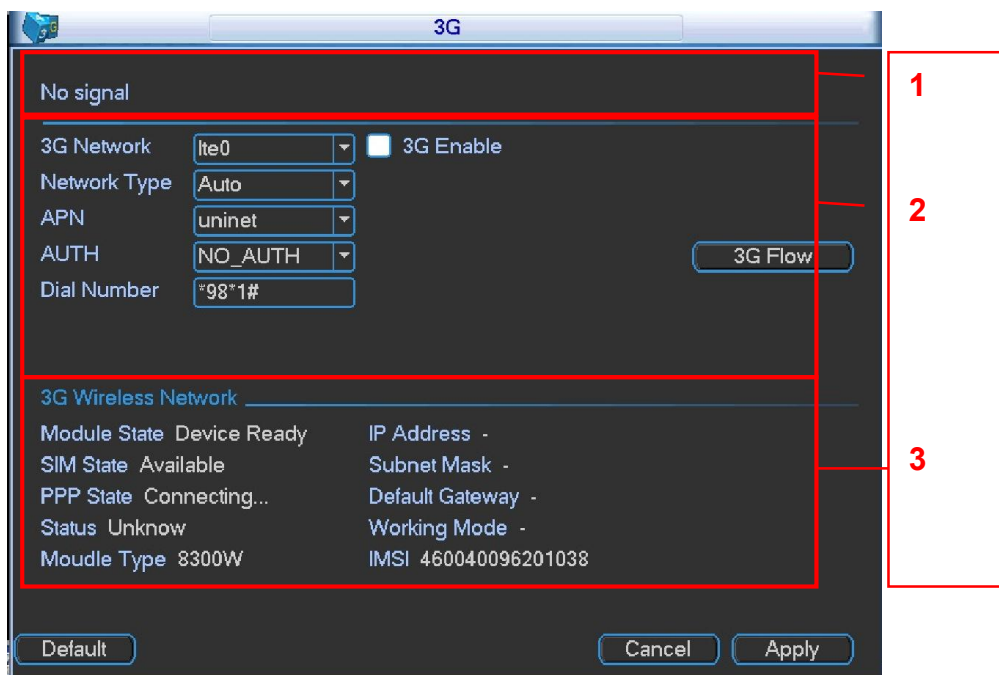 3G
No signal
1
3G Network lte0 3G Enable
Network Type Auto
2
APN uninet
AUTH NO_AUTH 3G Flow
Dial Number *98*1#
3G Wireless Network
Module State Device Ready IP Address -
SIM State Available Subnet Mask -
3
PPP State Connecting... Default Gateway -
Status Unknow Working Mode -
Moudle Type 8300W IMSI 460040096201038
Default Cancel Apply